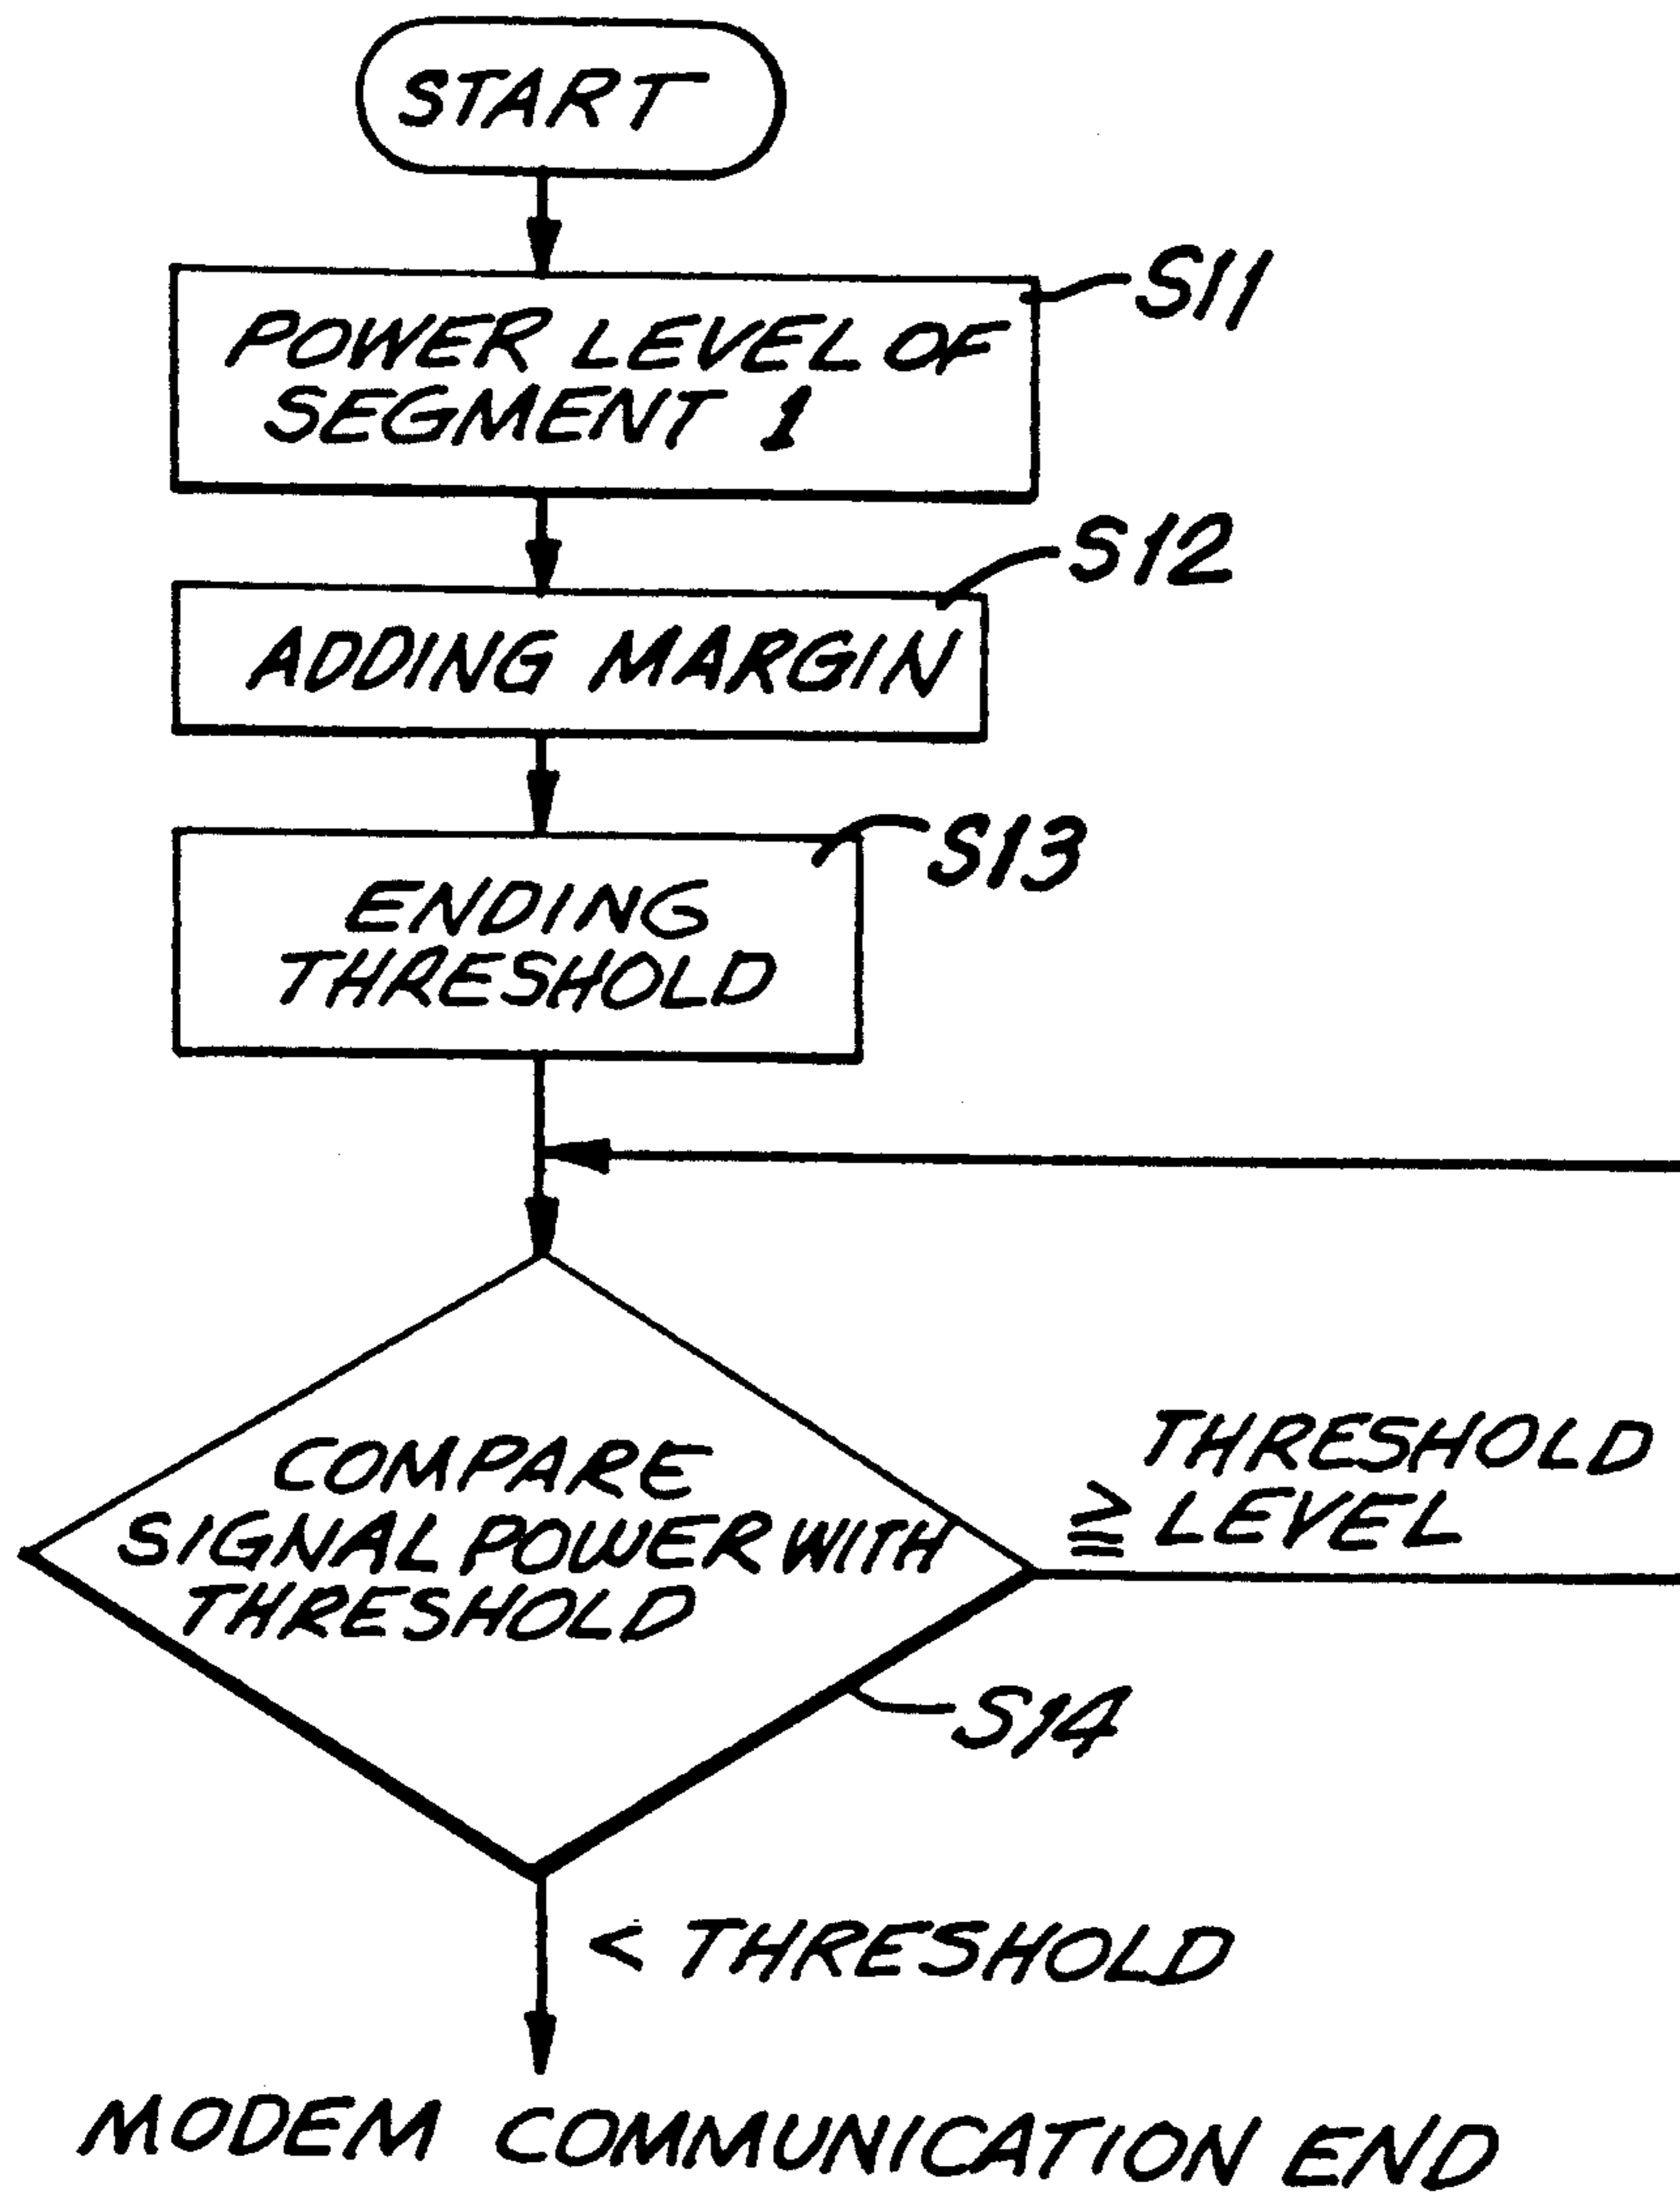 START
S11
POWER LEVEL OF
SEGMENT 1
S12
ADDING MARGIN
S13
ENDING
THRESHOLD
COMPARE
SIGNAL POWER WITH
THRESHOLD
THRESHOLD
≧ LEVEL
S14
< THRESHOLD
MODEM COMMUNICATION END